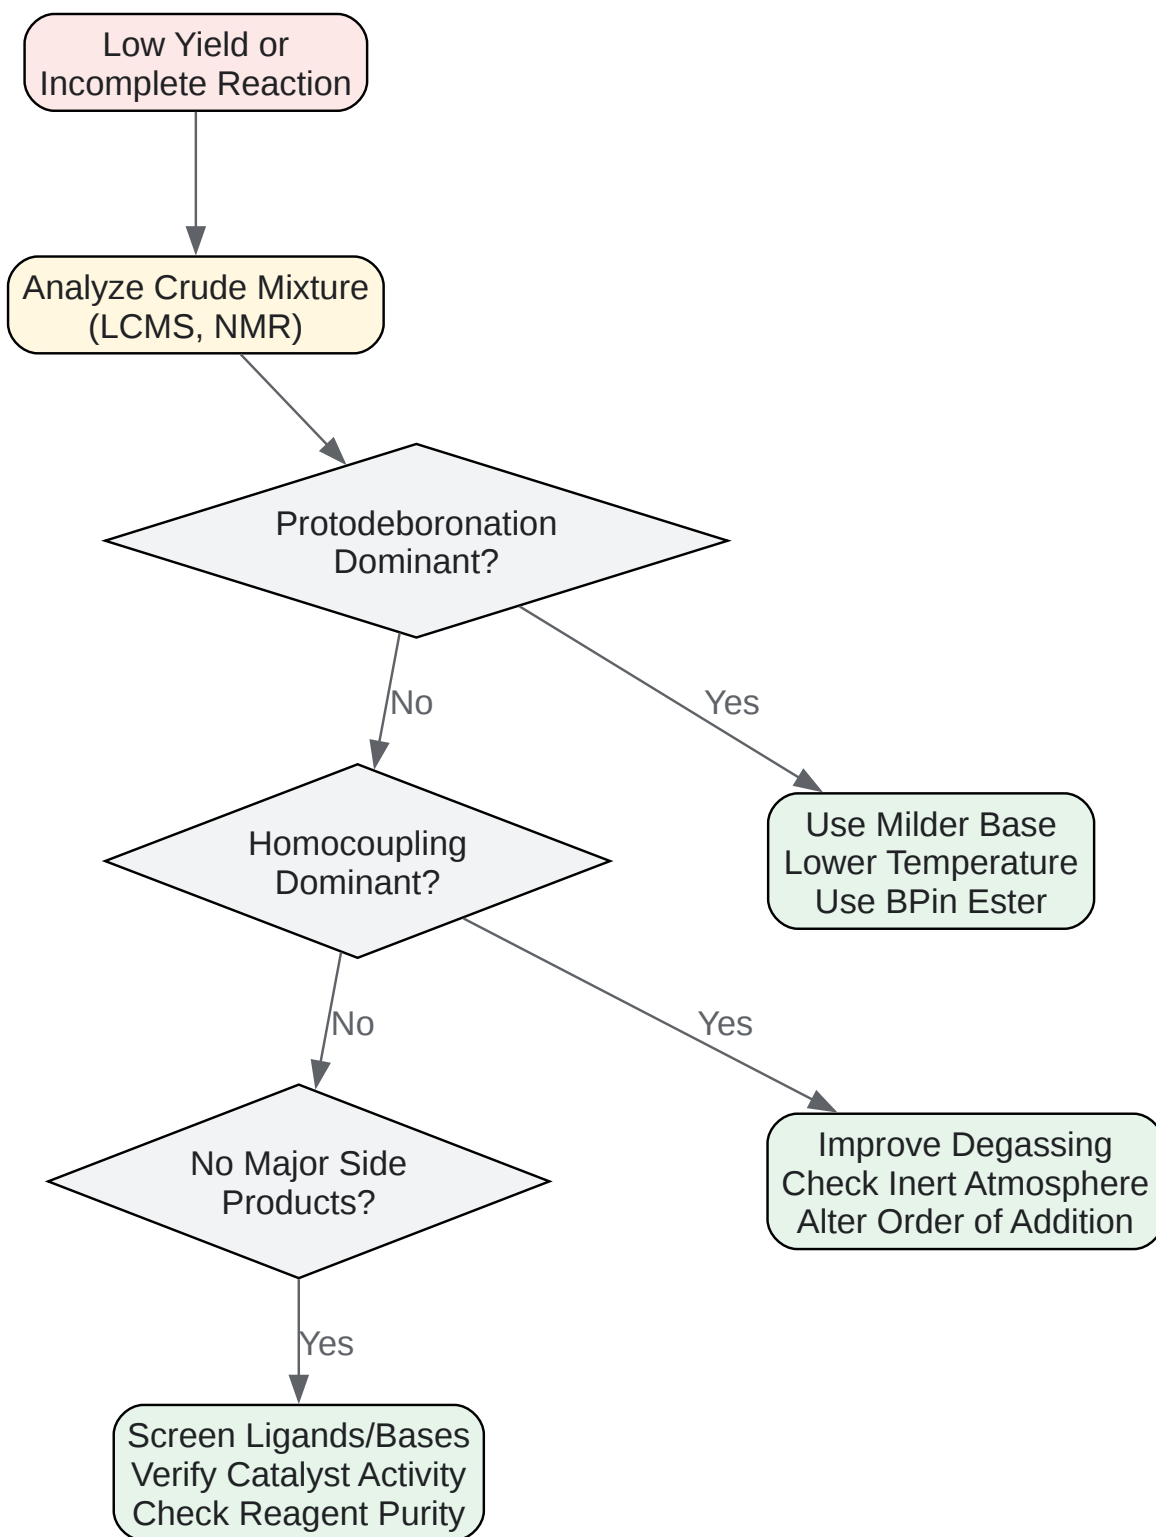 Low Yield or
Incomplete Reaction
Analyze Crude Mixture
(LCMS, NMR)
Protodeboronation
Dominant?
No
Yes
Homocoupling
Dominant?
Use Milder Base
Lower Temperature
Use BPin Ester
No
Yes
No Major Side
Products?
Improve Degassing
Check Inert Atmosphere
Alter Order of Addition
Yes
Screen Ligands/Bases
Verify Catalyst Activity
Check Reagent Purity